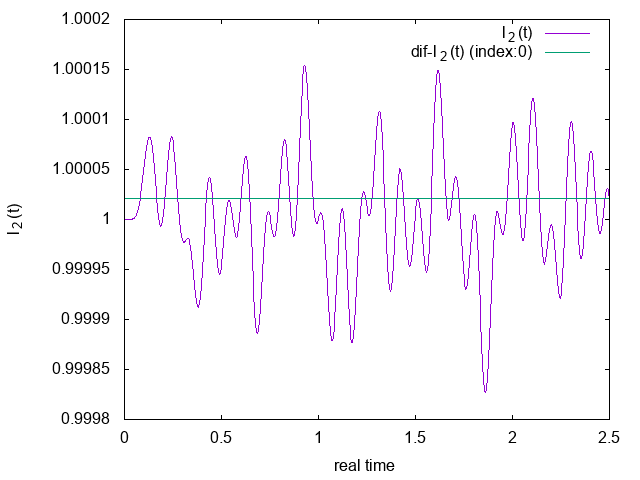 1.0002
1.00015
1.0001
1.00005
1
0.99995
0.9999
0.99985
0.9998
I2(t)
I2(t)
dif-I2(t) (index:0)
0 0.5 1 1.5 2 2.5
real time